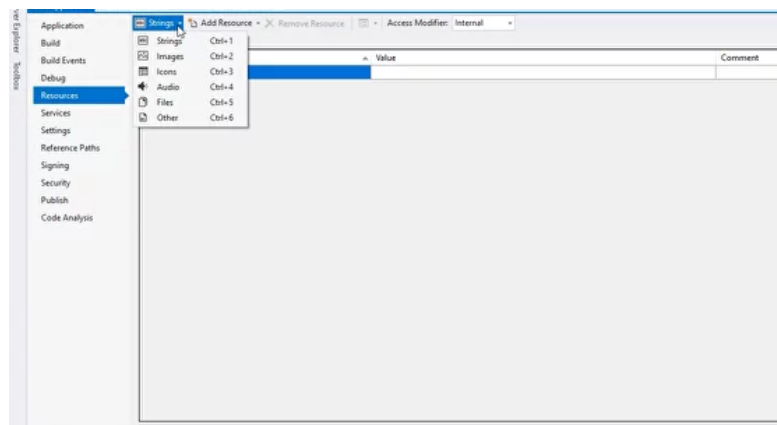 Server Explorer
Toolbox
Application
Build
Build Events
Debug
Resources
Services
Settings
Reference Paths
Signing
Security
Publish
Code Analysis
Strings Add Resource Remove Resource Access Modifier: Internal
Strings Ctrl+1
Images Ctrl+2
Icons Ctrl+3
Audio Ctrl+4
Files Ctrl+5
Other Ctrl+6
Value Comment